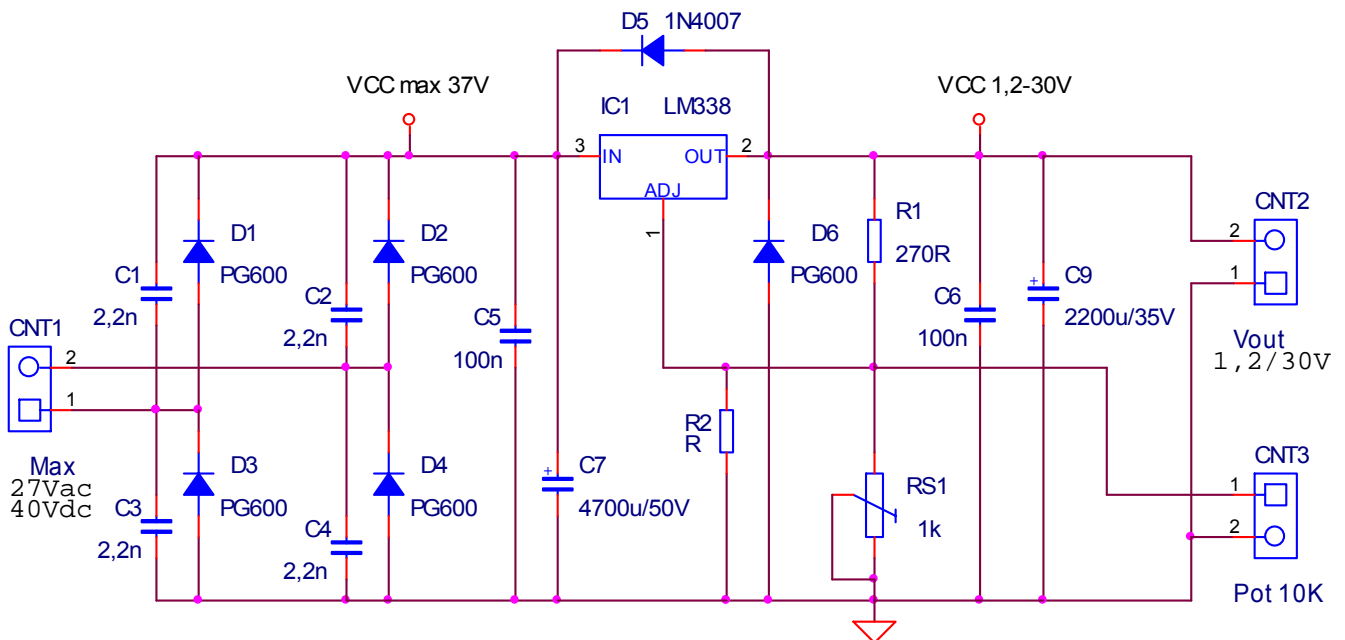 D5 1N4007
VCC max 37V
IC1 LM338
VCC 1,2-30V
3
IN
OUT
2
ADJ
1
D1
PG600
D2
PG600
C1
2,2n
C2
2,2n
C5
100n
D6
PG600
R1
270R
C6
100n
C9
+
2200u/35V
CNT2
2
1
Vout
1,2/30V
CNT1
2
1
Max
27Vac
40Vdc
D3
PG600
D4
PG600
C3
2,2n
C4
2,2n
C7
+
4700u/50V
R2
R
RS1
1k
CNT3
1
2
Pot 10K